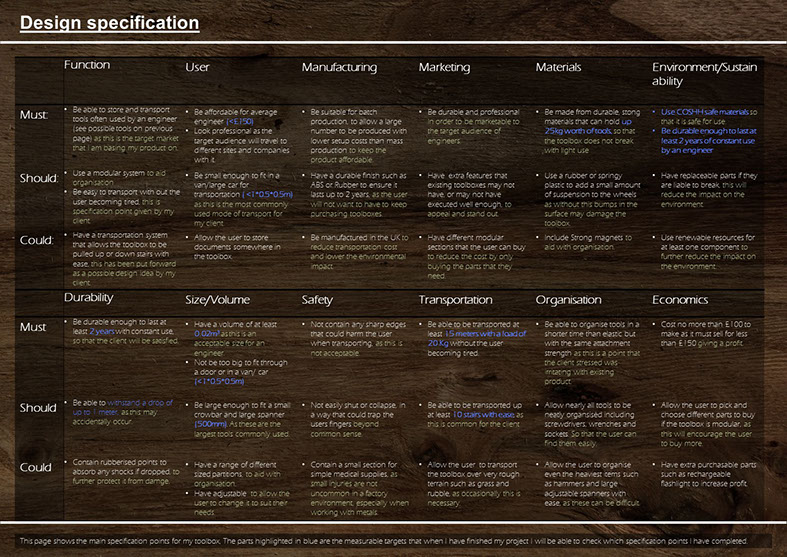 Design specification
Function
User
Manufacturing
Marketing
Materials
Environment/Sustain
ability
Must:
• Be able to store and transport
tools often used by an engineer
(see possible tools on previous
page) as this is the target market
that I am basing my product on.
• Be affordable for average
engineer (<£150)
• Look professional as the
target audience will travel to
different sites and companies
with it.
• Be suitable for batch
production, to allow a large
number to be produced with
lower setup costs than mass
production to keep the
product affordable.
• Be durable and professional
in order to be marketable to
the target audience of
engineers.
• Be made from durable, stong
materials that can hold up
25kg worth of tools, so that
the toolbox does not break
with light use
• Use COSHH safe materials so
that it is safe for use
• Be durable enough to last at
least 2 years of constant use
by an engineer
Should:
• Use a modular system to aid
organisation.
• Be easy to transport with out the
user becoming tired, this is
specification point given by my
client.
• Be small enough to fit in a
van/large car for
transportation (<1*0.5*0.5m)
as this is the most commonly
used mode of transport for
my client
• Have a durable finish such as
ABS or Rubber to ensure it
lasts up to 2 years, as the user
will not want to have to keep
purchasing toolboxes.
• Have extra features that
existing toolboxes may not
have, or may not have
executed well enough, to
appeal and stand out.
• Use a rubber or springy
plastic to add a small amount
of suspension to the wheels
as without this bumps in the
surface may damage the
toolbox.
• Have replaceable parts if they
are liable to break, this will
reduce the impact on the
environment.
Could:
• Have a transportation system
that allows the toolbox to be
pulled up or down stairs with
ease, this has been put forward
as a possible design idea by my
client.
• Allow the user to store
documents somewhere in
the toolbox.
• Be manufactured in the UK to
reduce transportation cost
and lower the environmental
impact.
• Have different modular
sections that the user can buy
to reduce the cost by only
buying the parts that they
need.
• Include Strong magnets to
aid with organisation.
• Use renewable resources for
at least one component to
further reduce the impact on
the environment.
Durability
Size/Volume
Safety
Transportation
Organisation
Economics
Must
• Be durable enough to last at
least 2 years with constant use,
so that the client will be satisfied.
• Have a volume of at least
0.02m³ as this is an
acceptable size for an
engineer
• Not be too big to fit through
a door or in a van/ car
(<1*0.5*0.5m)
• Not contain any sharp edges
that could harm the user
when transporting, as this is
not acceptable.
• Be able to be transported at
least 15 meters with a load of
20 Kg without the user
becoming tired.
• Be able to organise tools in a
shorter time than elastic but
with the same attachment
strength as this is a point that
the client stressed was
irritating with existing
product.
• Cost no more than £100 to
make as it must sell for less
than £150 giving a profit.
Should
• Be able to withstand a drop of
up to 1 meter, as this may
accidentally occur.
• Be large enough to fit a small
crowbar and large spanner
(500mm). As these are the
largest tools commonly used
• Not easily shut or collapse, in
a way that could trap the
users fingers beyond
common sense.
• Be able to be transported up
at least 10 stairs with ease, as
this is common for the client
• Allow nearly all tools to be
neatly organised including
screwdrivers, wrenches and
sockets. So that the user can
find them easily.
• Allow the user to pick and
choose different parts to buy
if the toolbox is modular, as
this will encourage the user
to buy more.
Could
• Contain rubberised points to
absorb any shocks if dropped, to
further protect it from damage.
• Have a range of different
sized partitions, to aid with
organisation.
• Have adjustable to allow the
user to change it to suit their
needs
• Contain a small section for
simple medical supplies, as
small injuries are not
uncommon in a factory
environment, especially when
working with metals.
• Allow the user, to transport
the toolbox over very rough
terrain such as grass and
rubble, as occasionally this is
necessary.
• Allow the user to organise
even the heaviest items such
as hammers and large
adjustable spanners with
ease, as these can be difficult.
• Have extra purchasable parts
such as rechargeable
flashlight to increase profit.
This page shows the main specification points for my toolbox. The parts highlighted in blue are the measurable targets that when I have finished my project I will be able to check which specification points I have completed.